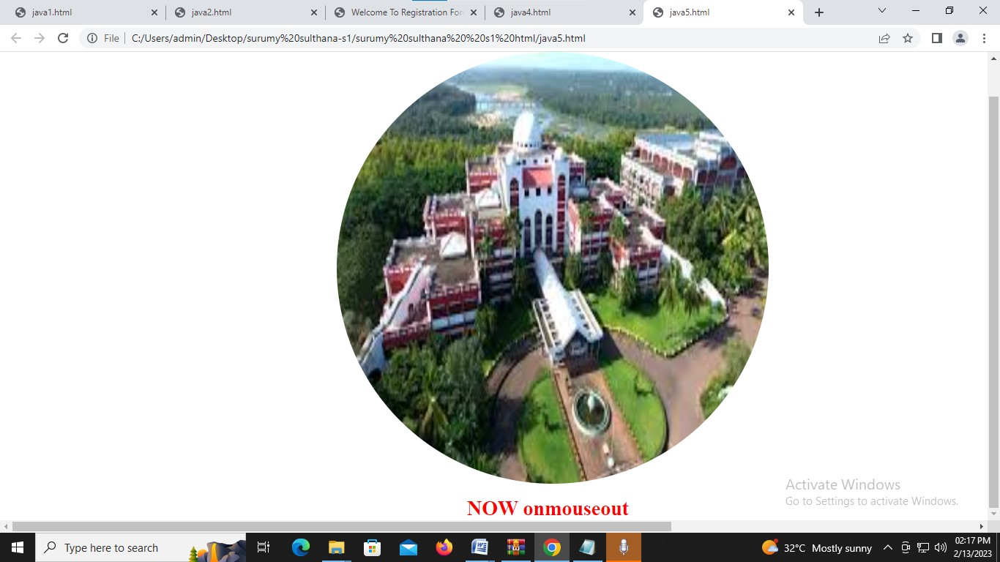 java1.html
java2.html
Welcome To Registration For
java4.html
java5.html
File
C:/Users/admin/Desktop/surumy%20sulthana-s1/surumy%20sulthana%20%20s1%20html/java5.html
NOW onmouseout
Activate Windows
Go to Settings to activate Windows.
Type here to search
32°C Mostly sunny
02:17 PM
2/13/2023